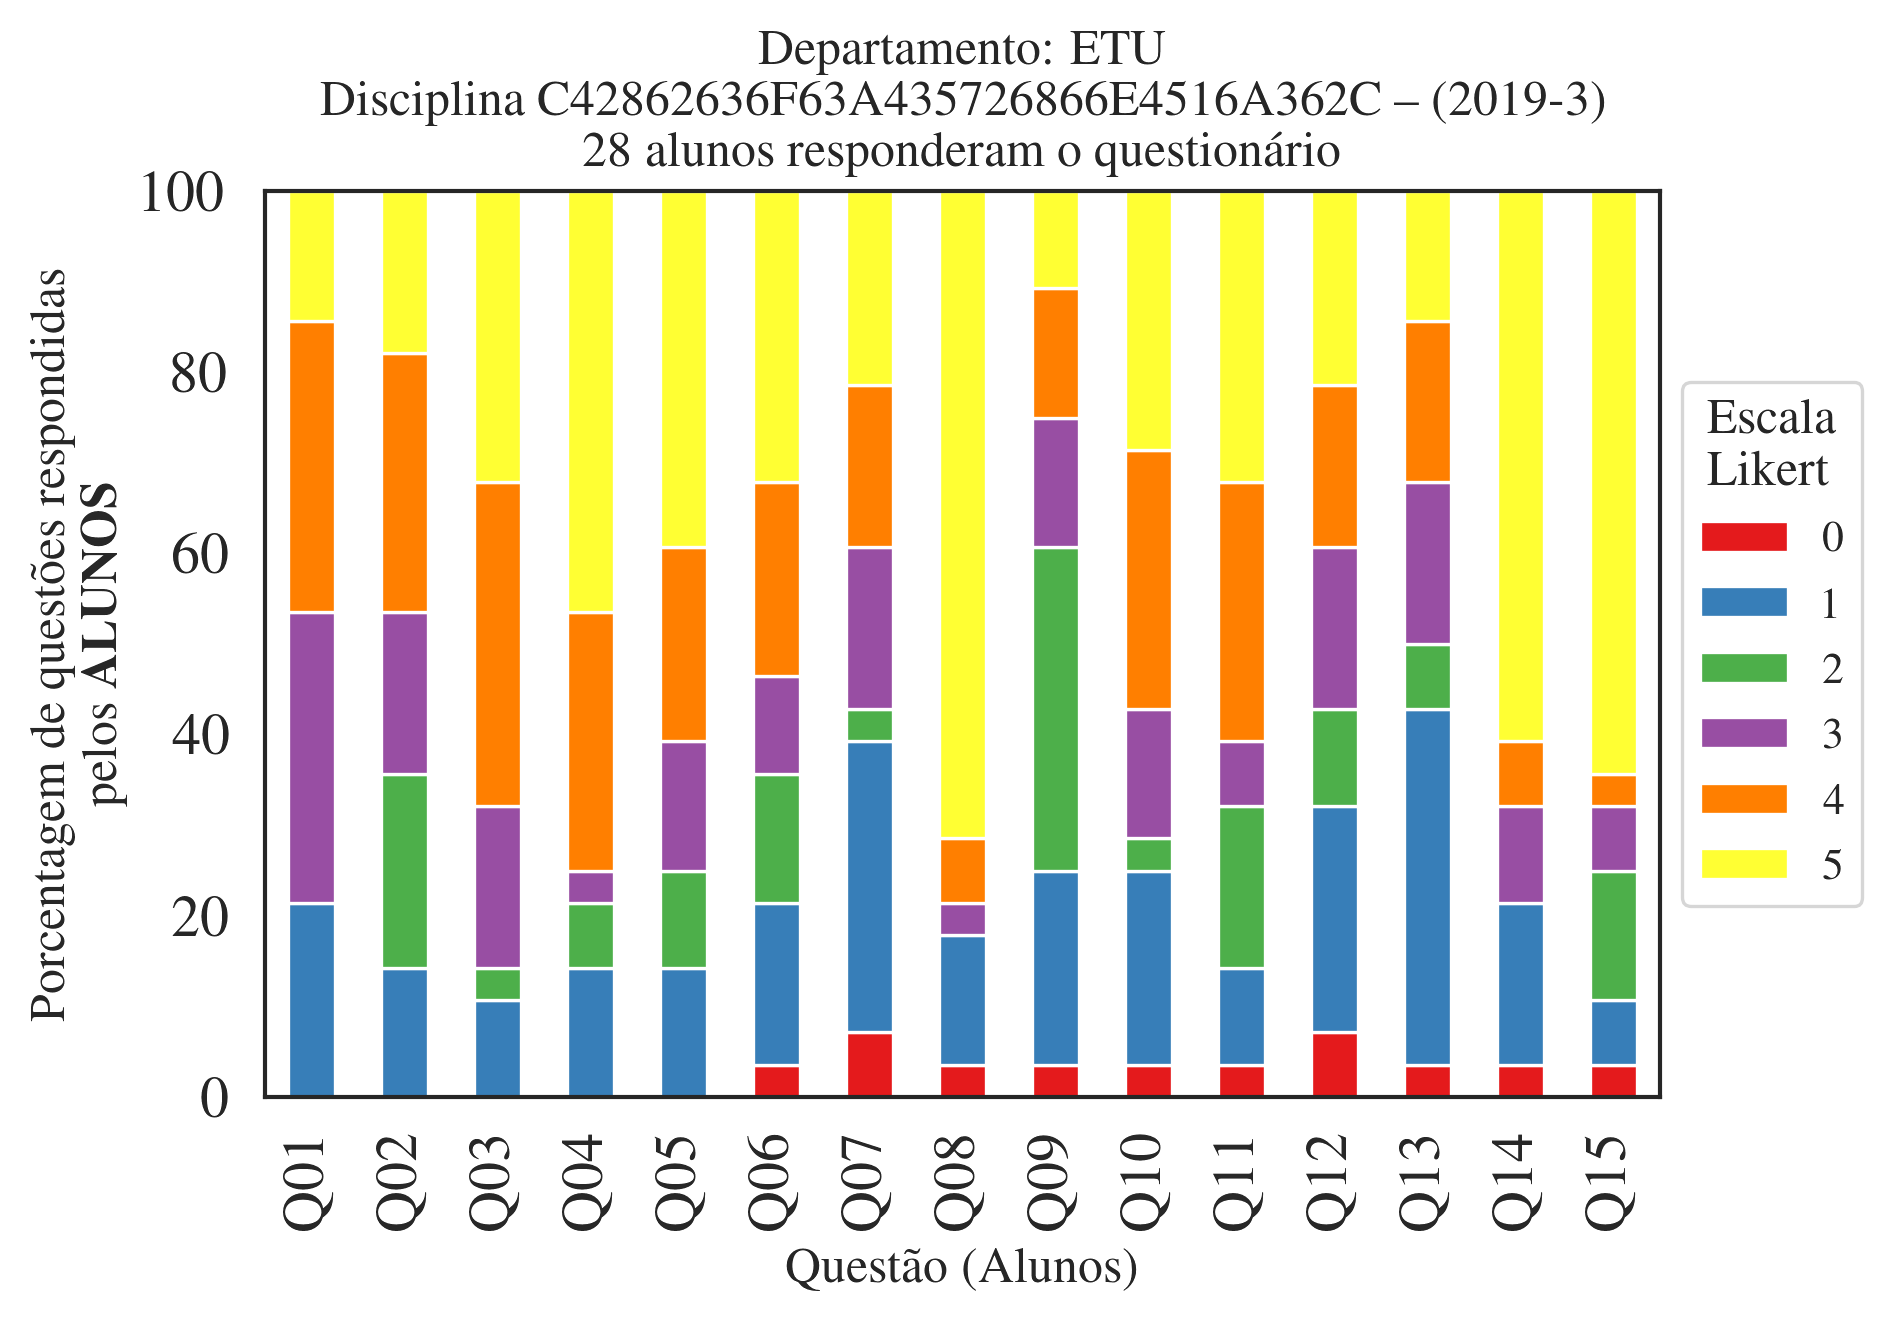 Departamento: ETU
Disciplina C42862636F63A435726866E4516A362C – (2019-3)
28 alunos responderam o questionário
Porcentagem de questões respondidas
pelos ALUNOS
100
80
60
40
20
0
Q01
Q02
Q03
Q04
Q05
Q06
Q07
Q08
Q09
Q10
Q11
Q12
Q13
Q14
Q15
Questão (Alunos)
Escala
Likert
0
1
2
3
4
5